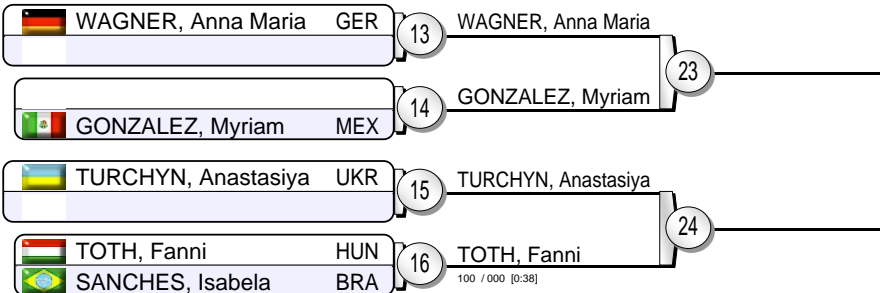 WAGNER, Anna Maria GER
13
WAGNER, Anna Maria
23
GONZALEZ, Myriam MEX
14
GONZALEZ, Myriam
TURCHYN, Anastasiya UKR
15
TURCHYN, Anastasiya
24
TOTH, Fanni HUN
SANCHES, Isabela BRA
16
TOTH, Fanni
100 / 000 [0:38]